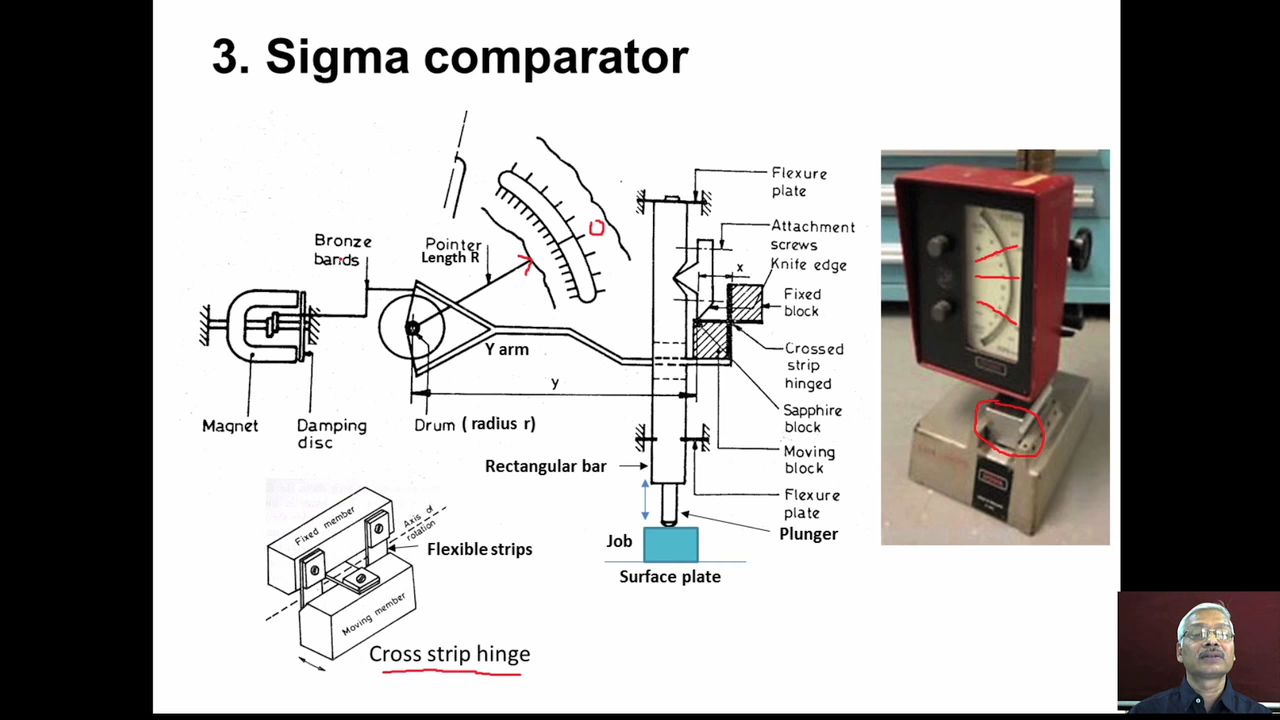 3. Sigma comparator
Flexure
plate
Attachment
screws
x
Knife edge
Fixed
block
Crossed
strip
hinged
Sapphire
block
Moving
block
Flexure
plate
Plunger
Bronze
bands
Pointer
Length R
0
Y arm
y
Magnet
Damping
disc
Drum ( radius r)
Rectangular bar
Job
Surface plate
Fixed member
Axis of
rotation
Flexible strips
Moving member
Cross strip hinge